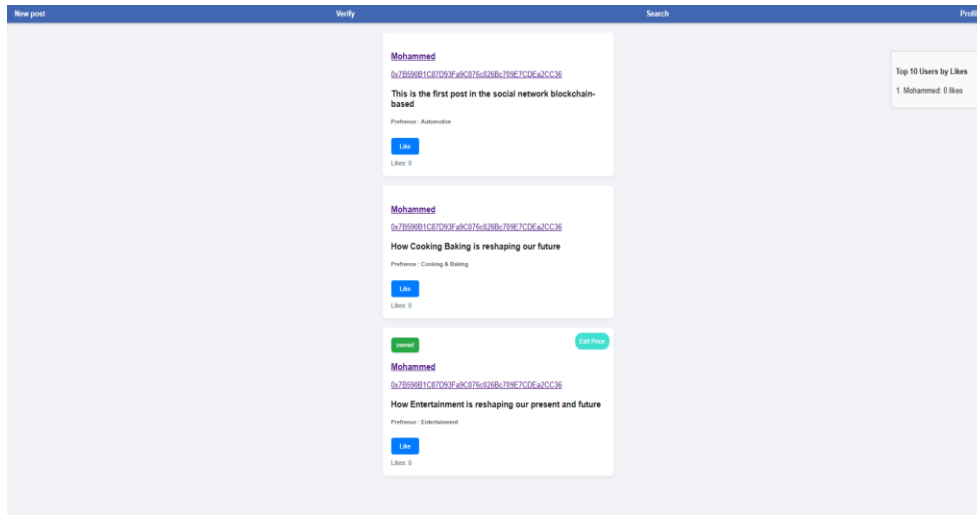 New post
Verify
Search
Profil
Mohammed
This is the first post in the social network blockchain-
based
Prefrence : Automotive
Like
Likes: 0
Mohammed
How Cooking Baking is reshaping our future
Prefrence : Cooking & Baking
Like
Likes: 0
owned
Edit Price
Mohammed
How Entertainment is reshaping our present and future
Prefrence : Entertainment
Like
Likes: 0
Top 10 Users by Likes
1. Mohammed: 0 likes